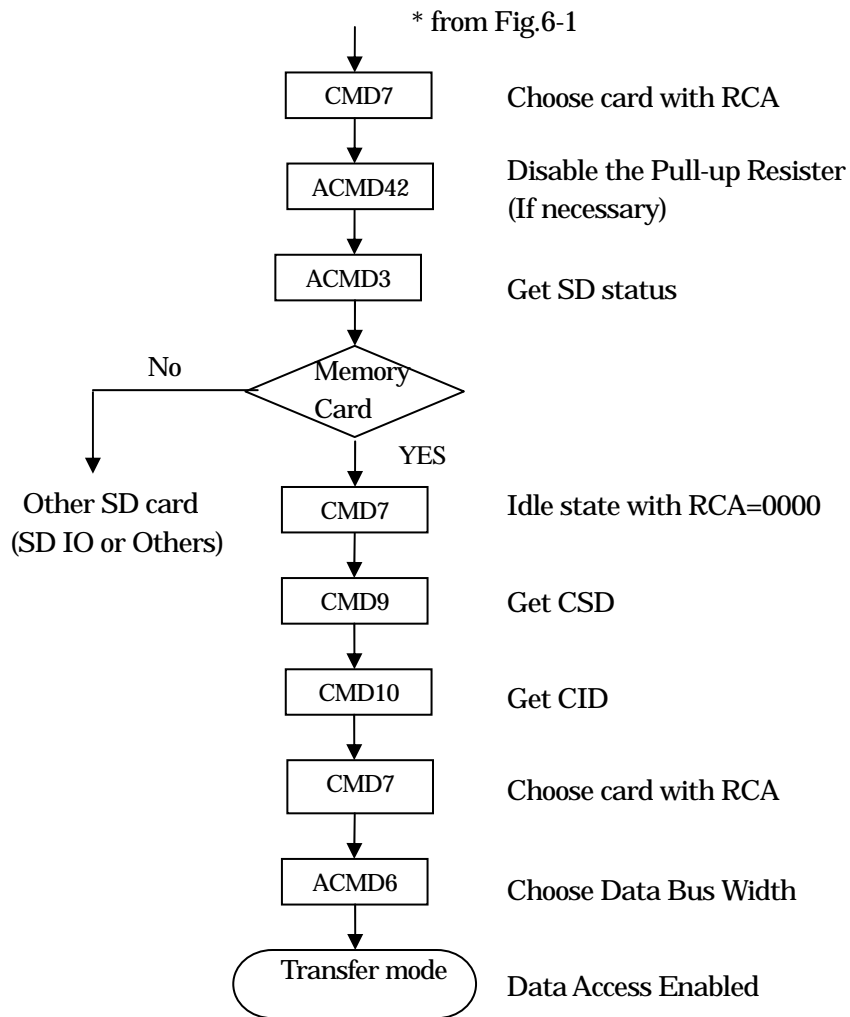 * from Fig.6-1
CMD7
Choose card with RCA
ACMD42
Disable the Pull-up Resister
(If necessary)
ACMD3
Get SD status
No
Memory
Card
YES
Other SD card
(SD IO or Others)
CMD7
Idle state with RCA=0000
CMD9
Get CSD
CMD10
Get CID
CMD7
Choose card with RCA
ACMD6
Choose Data Bus Width
Transfer mode
Data Access Enabled